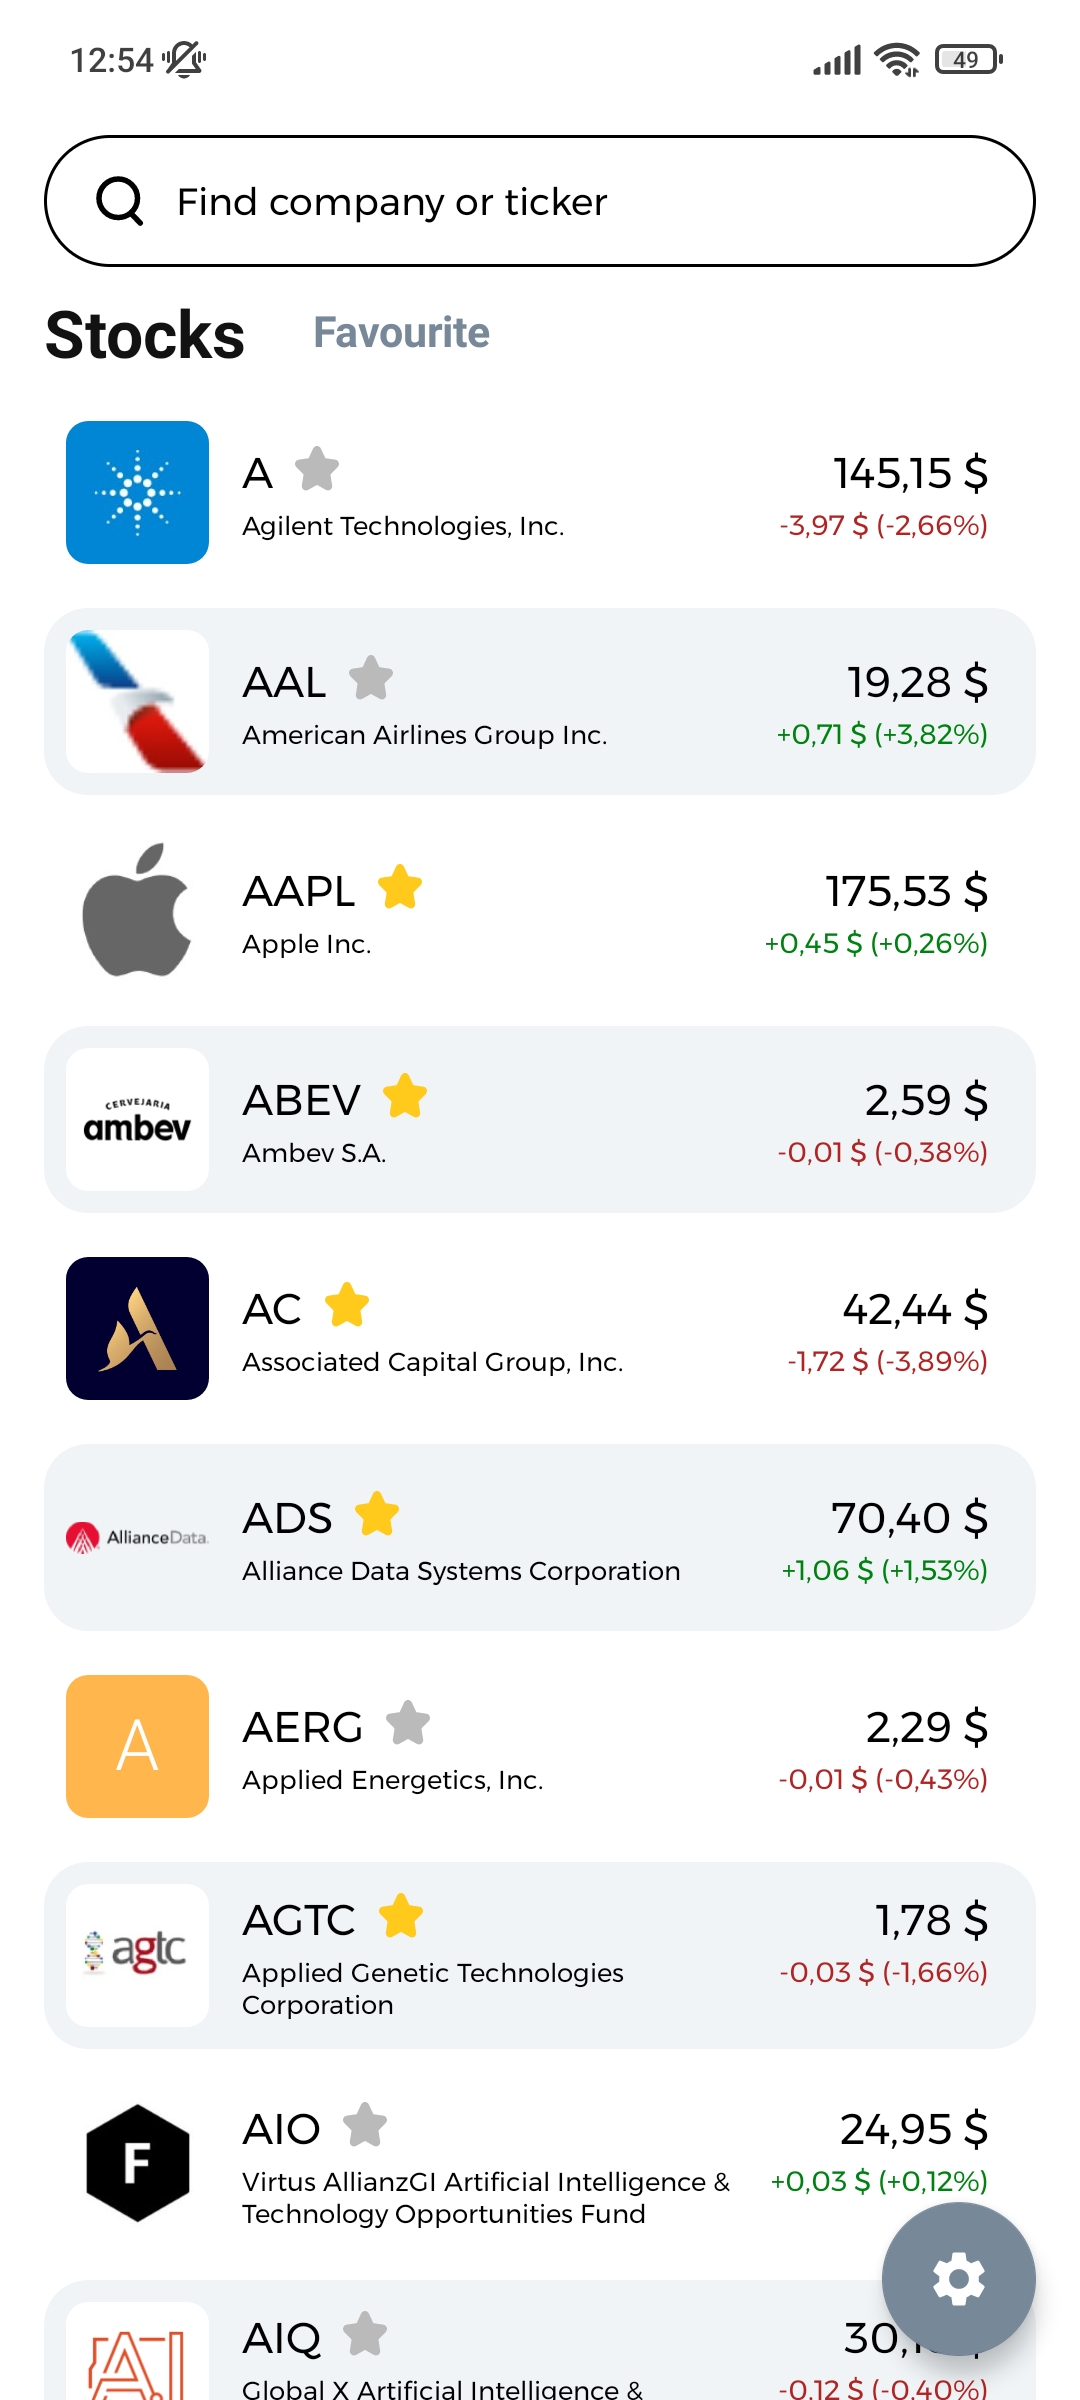 12:54
49
Find company or ticker
Stocks Favourite
A 145,15 $
Agilent Technologies, Inc. -3,97 $ (-2,66%)
AAL 19,28 $
American Airlines Group Inc. +0,71 $ (+3,82%)
AAPL 175,53 $
Apple Inc. +0,45 $ (+0,26%)
CERVEJARIA
ambev
ABEV 2,59 $
Ambev S.A. -0,01 $ (-0,38%)
AC 42,44 $
Associated Capital Group, Inc. -1,72 $ (-3,89%)
AllianceData.
ADS 70,40 $
Alliance Data Systems Corporation +1,06 $ (+1,53%)
A
AERG 2,29 $
Applied Energetics, Inc. -0,01 $ (-0,43%)
agtc
AGTC 1,78 $
Applied Genetic Technologies -0,03 $ (-1,66%)
Corporation
F
AIO 24,95 $
Virtus AllianzGI Artificial Intelligence & +0,03 $ (+0,12%)
Technology Opportunities Fund
AI
AIQ
Global X Artificial Intelligence & -0,12 $ (-0,40%)